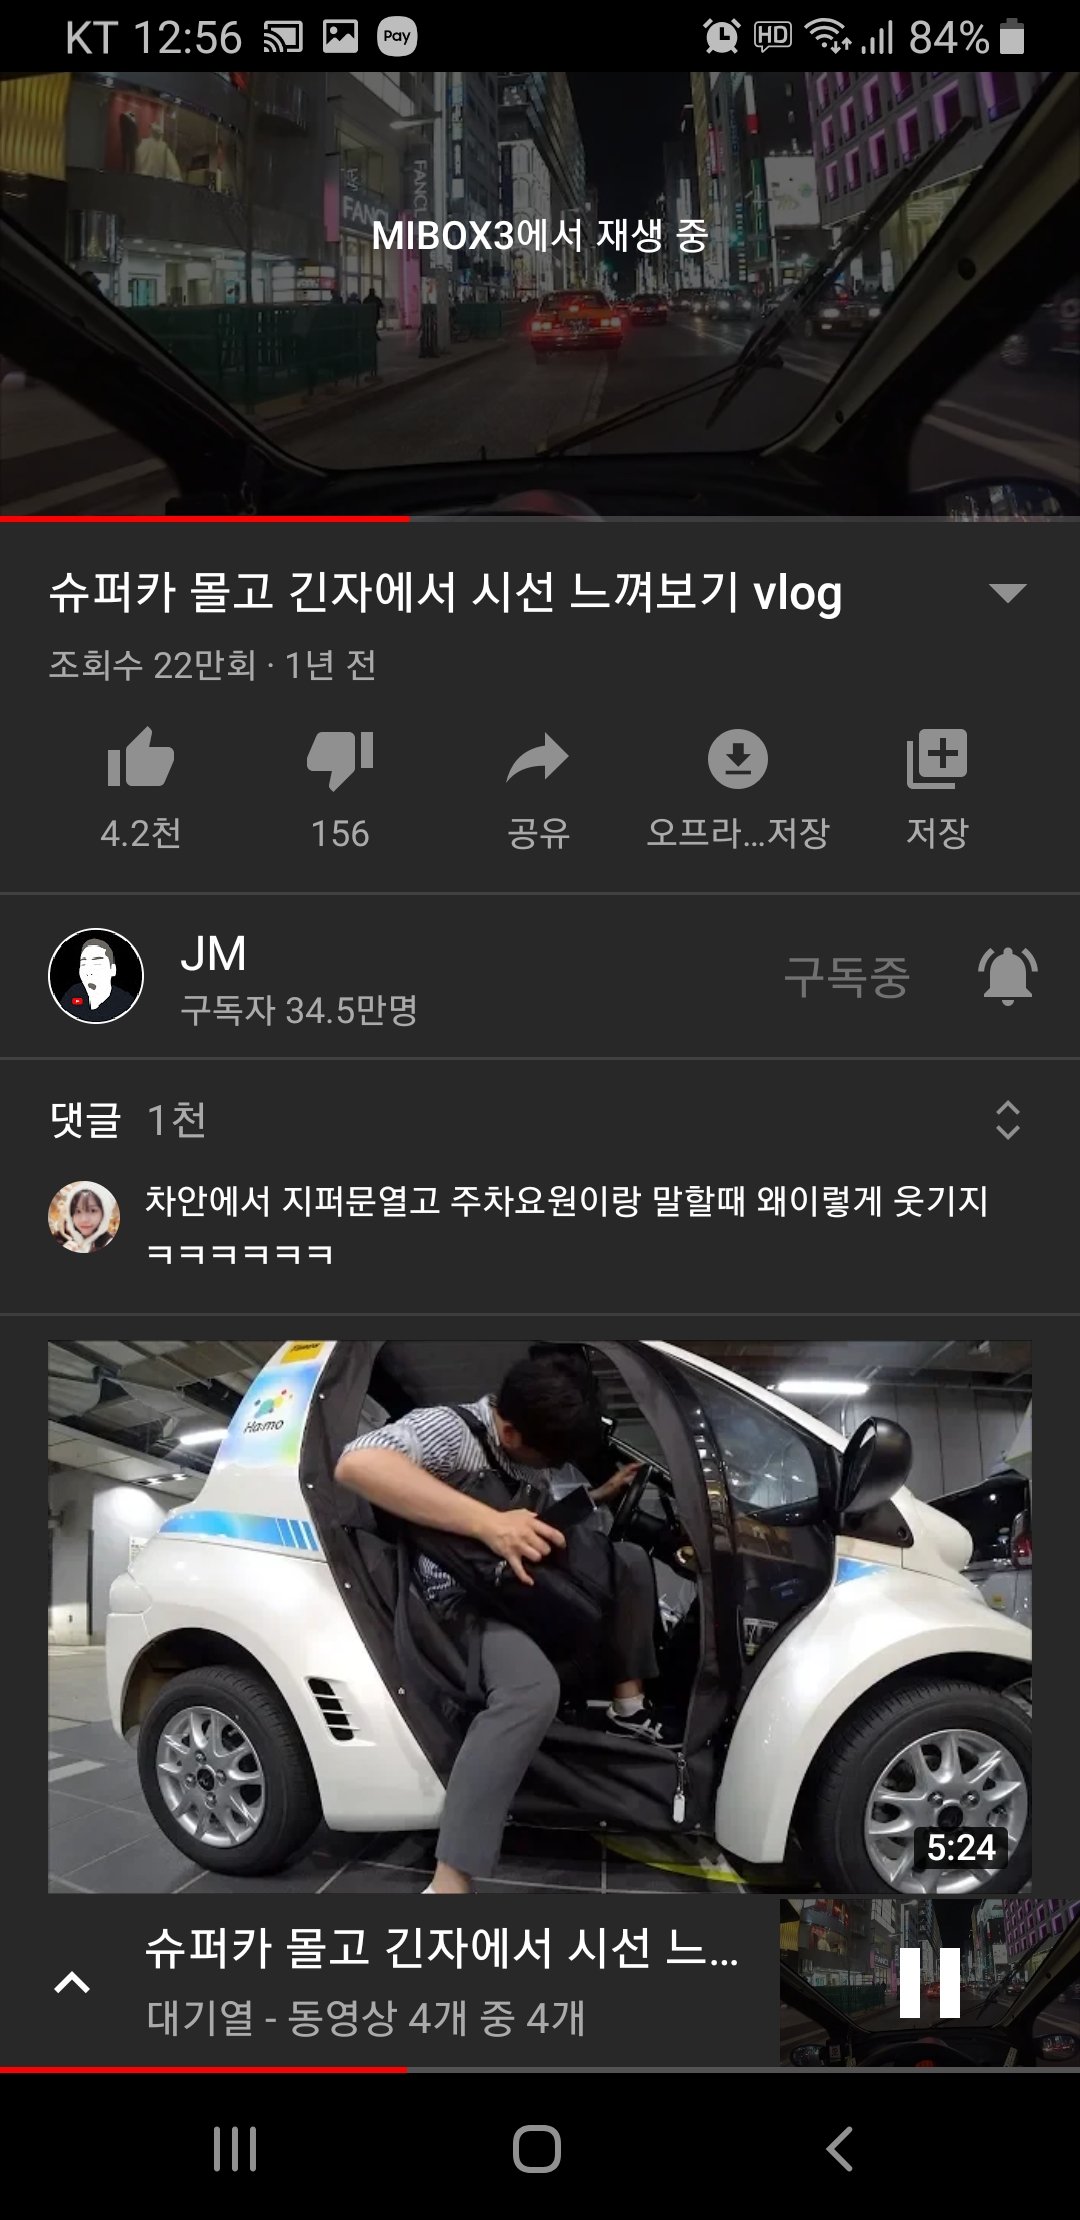 KT 12:56 Pay HD 84%
FANCL
FANCL
MIBOX3에서 재생 중
슈퍼카 몰고 긴자에서 시선 느껴보기 vlog
조회수 22만회 · 1년 전
4.2천 156 공유 오프라...저장 저장
JM
구독자 34.5만명
구독중
댓글 1천
차안에서 지퍼문열고 주차요원이랑 말할때 왜이렇게 웃기지
ㅋㅋㅋㅋㅋㅋ
Ha:mo
5:24
슈퍼카 몰고 긴자에서 시선 느...
대기열 - 동영상 4개 중 4개